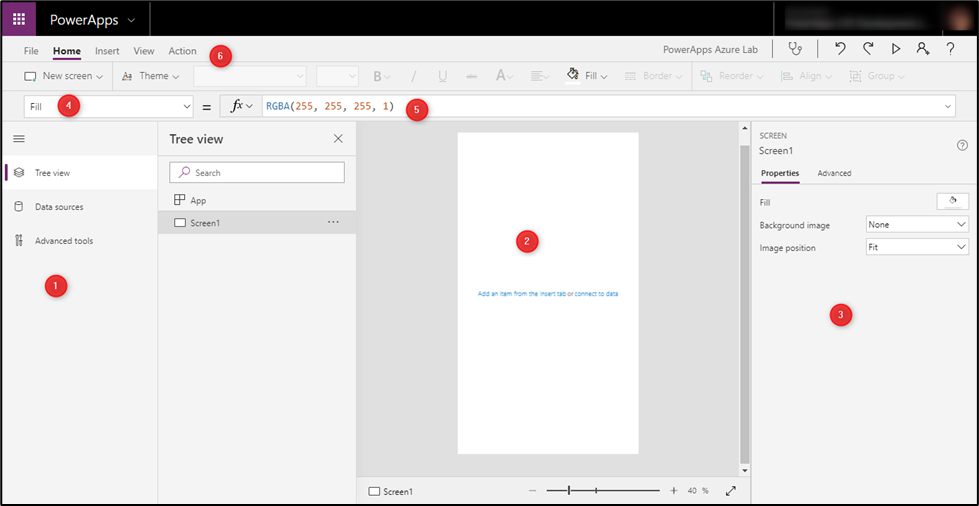 PowerApps
File Home Insert View Action 6 PowerApps Azure Lab ?
New screen Aa Theme B / U abc A Fill Border Reorder Align Group
Fill 4 = fx RGBA(255, 255, 255, 1) 5
Tree view
Data sources
Advanced tools
1
Tree view
Search
App
Screen1 ...
2
Add an item from the insert tab or connect to data
Screen1 − + 40 %
SCREEN
Screen1 ?
Properties Advanced
Fill
Background image None
Image position Fit
3